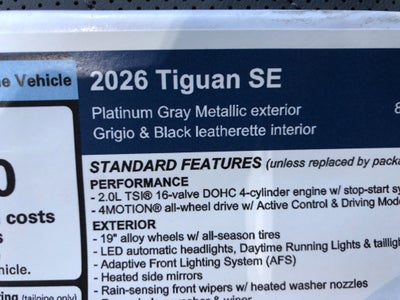 e Vehicle
2026 Tiguan SE
Platinum Gray Metallic exterior
Grigio & Black leatherette interior
0
costs
s
hicle.
STANDARD FEATURES (unless replaced by packa
PERFORMANCE
- 2.0L TSI® 16-valve DOHC 4-cylinder engine w/ stop-start sy
- 4MOTION® all-wheel drive w/ Active Control & Driving Mode
EXTERIOR
- 19" alloy wheels w/ all-season tires
- LED automatic headlights, Daytime Running Lights & taillig
- Adaptive Front Lighting System (AFS)
- Heated side mirrors
- Rain-sensing front wipers w/ heated washer nozzles
(tailpipe only)